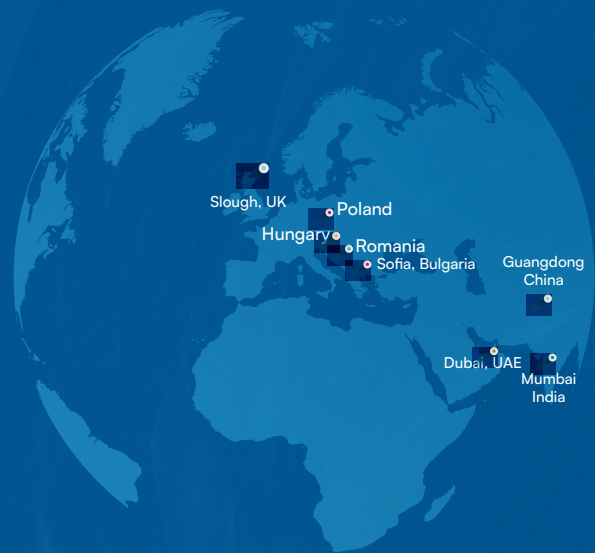 Slough, UK
Poland
Hungary
Romania
Sofia, Bulgaria
Guangdong
China
Dubai, UAE
Mumbai
India